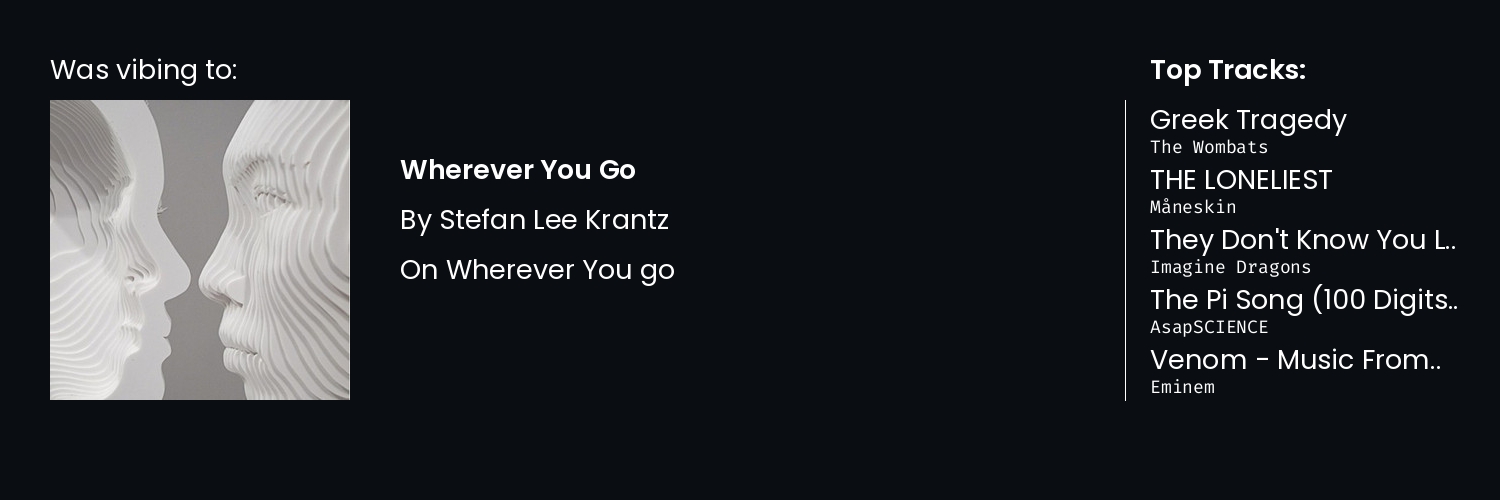 Was vibing to:
Wherever You Go
By Stefan Lee Krantz
On Wherever You go
Top Tracks:
Greek Tragedy
The Wombats
THE LONELIEST
Måneskin
They Don't Know You L..
Imagine Dragons
The Pi Song (100 Digits..
AsapSCIENCE
Venom - Music From..
Eminem